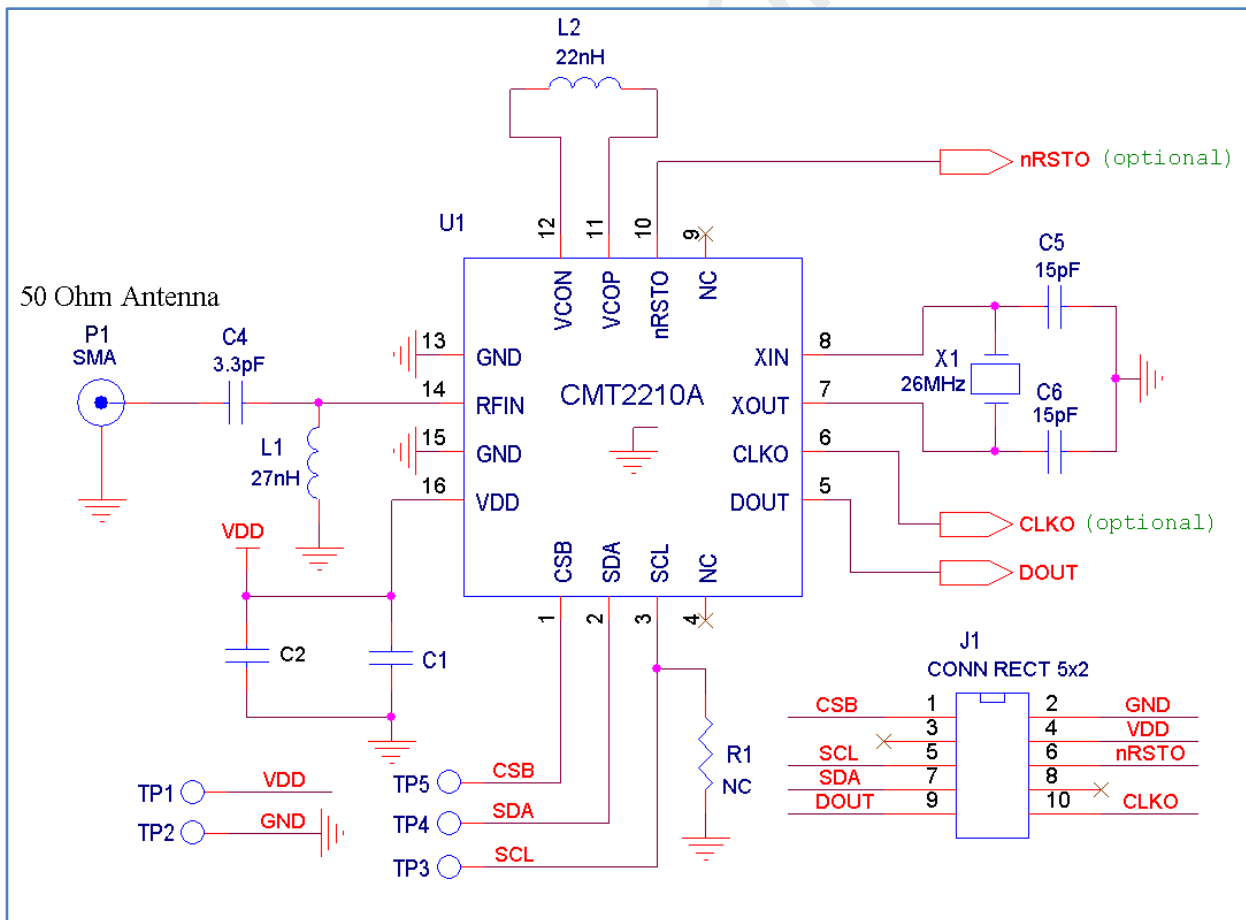 L2
22nH
nRSTO (optional)
U1
12
11
10
9
VCON
VCOP
nRSTO
NC
50 Ohm Antenna
P1
SMA
C4
3.3pF
L1
27nH
13
GND
14
RFIN
15
GND
16
VDD
CMT2210A
XIN
8
XOUT
7
CLKO
6
DOUT
5
C5
15pF
X1
26MHz
C6
15pF
CLKO (optional)
DOUT
VDD
C2
C1
CSB
SDA
SCL
NC
1
2
3
4
R1
NC
TP1
VDD
TP2
GND
TP5
CSB
TP4
SDA
TP3
SCL
J1
CONN RECT 5x2
CSB 1 2 GND
3 4 VDD
SCL 5 6 nRSTO
SDA 7 8
DOUT 9 10 CLKO